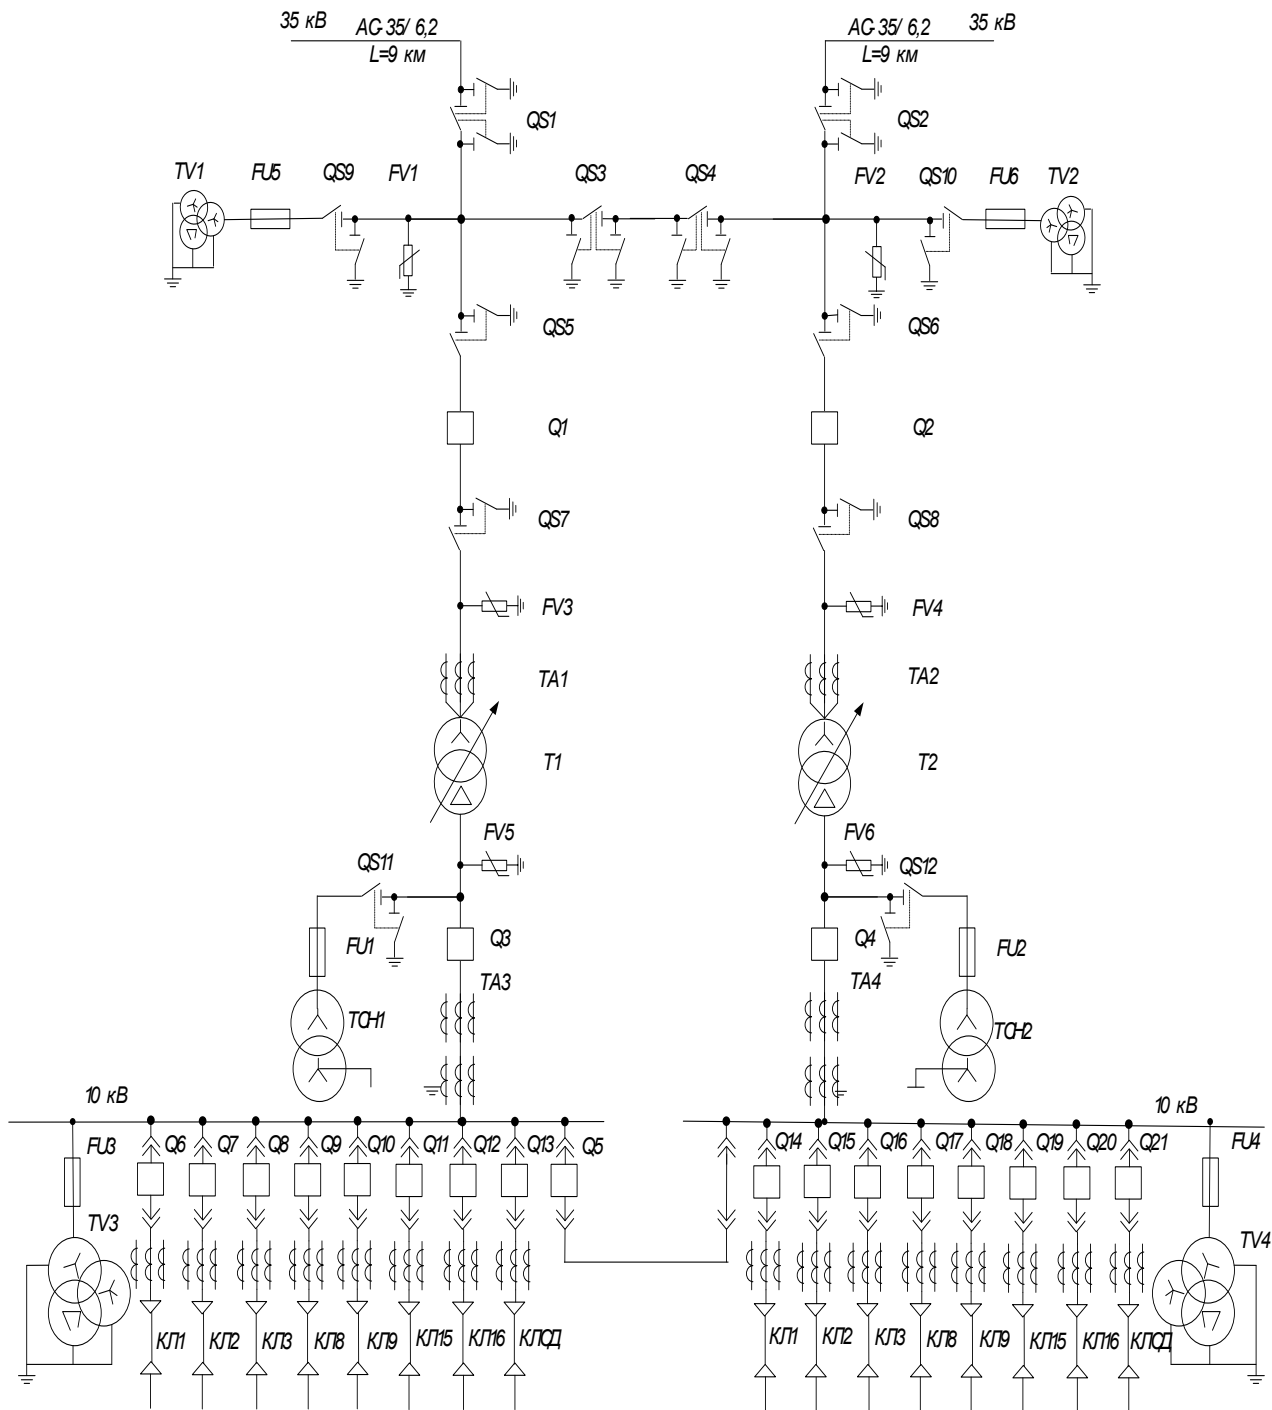 35 кВ АС-35/ 6,2 АС-35/ 6,2 35 кВ
L=9 км L=9 км
QS1 QS2
TV1 FU5 QS9 FV1 QS3 QS4 FV2 QS10 FU6 TV2
QS5 QS6
Q1 Q2
QS7 QS8
FV3 FV4
TA1 TA2
T1 T2
FV5 FV6
QS11 QS12
FU1 Q3 Q4 FU2
TA3 TA4
ТСН1 ТСН2
10 кВ 10 кВ
FU3 Q6 Q7 Q8 Q9 Q10 Q11 Q12 Q13 Q5 Q14 Q15 Q16 Q17 Q18 Q19 Q20 Q21 FU4
TV3 TV4
КЛ1 КЛ2 КЛ3 КЛ8 КЛ9 КЛ15 КЛ16 КЛСД КЛ1 КЛ2 КЛ3 КЛ8 КЛ9 КЛ15 КЛ16 КЛСД